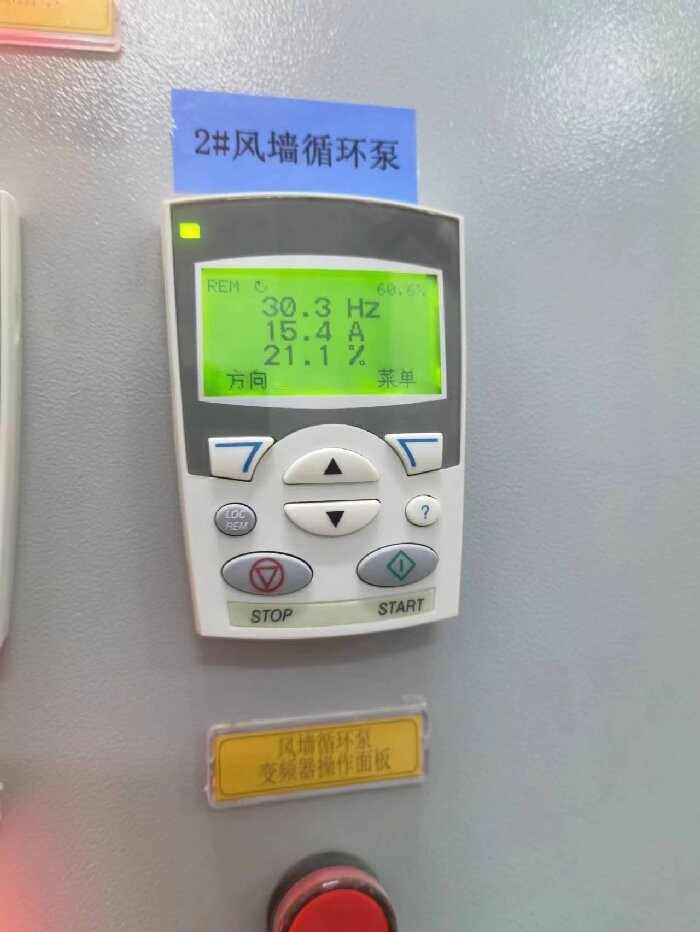 2#风墙循环泵
REM ↻ 60.6%
30.3 Hz
15.4 A
21.1 %
方向 菜单
LOC
REM
?
STOP START
风墙循环泵
变频器操作面板